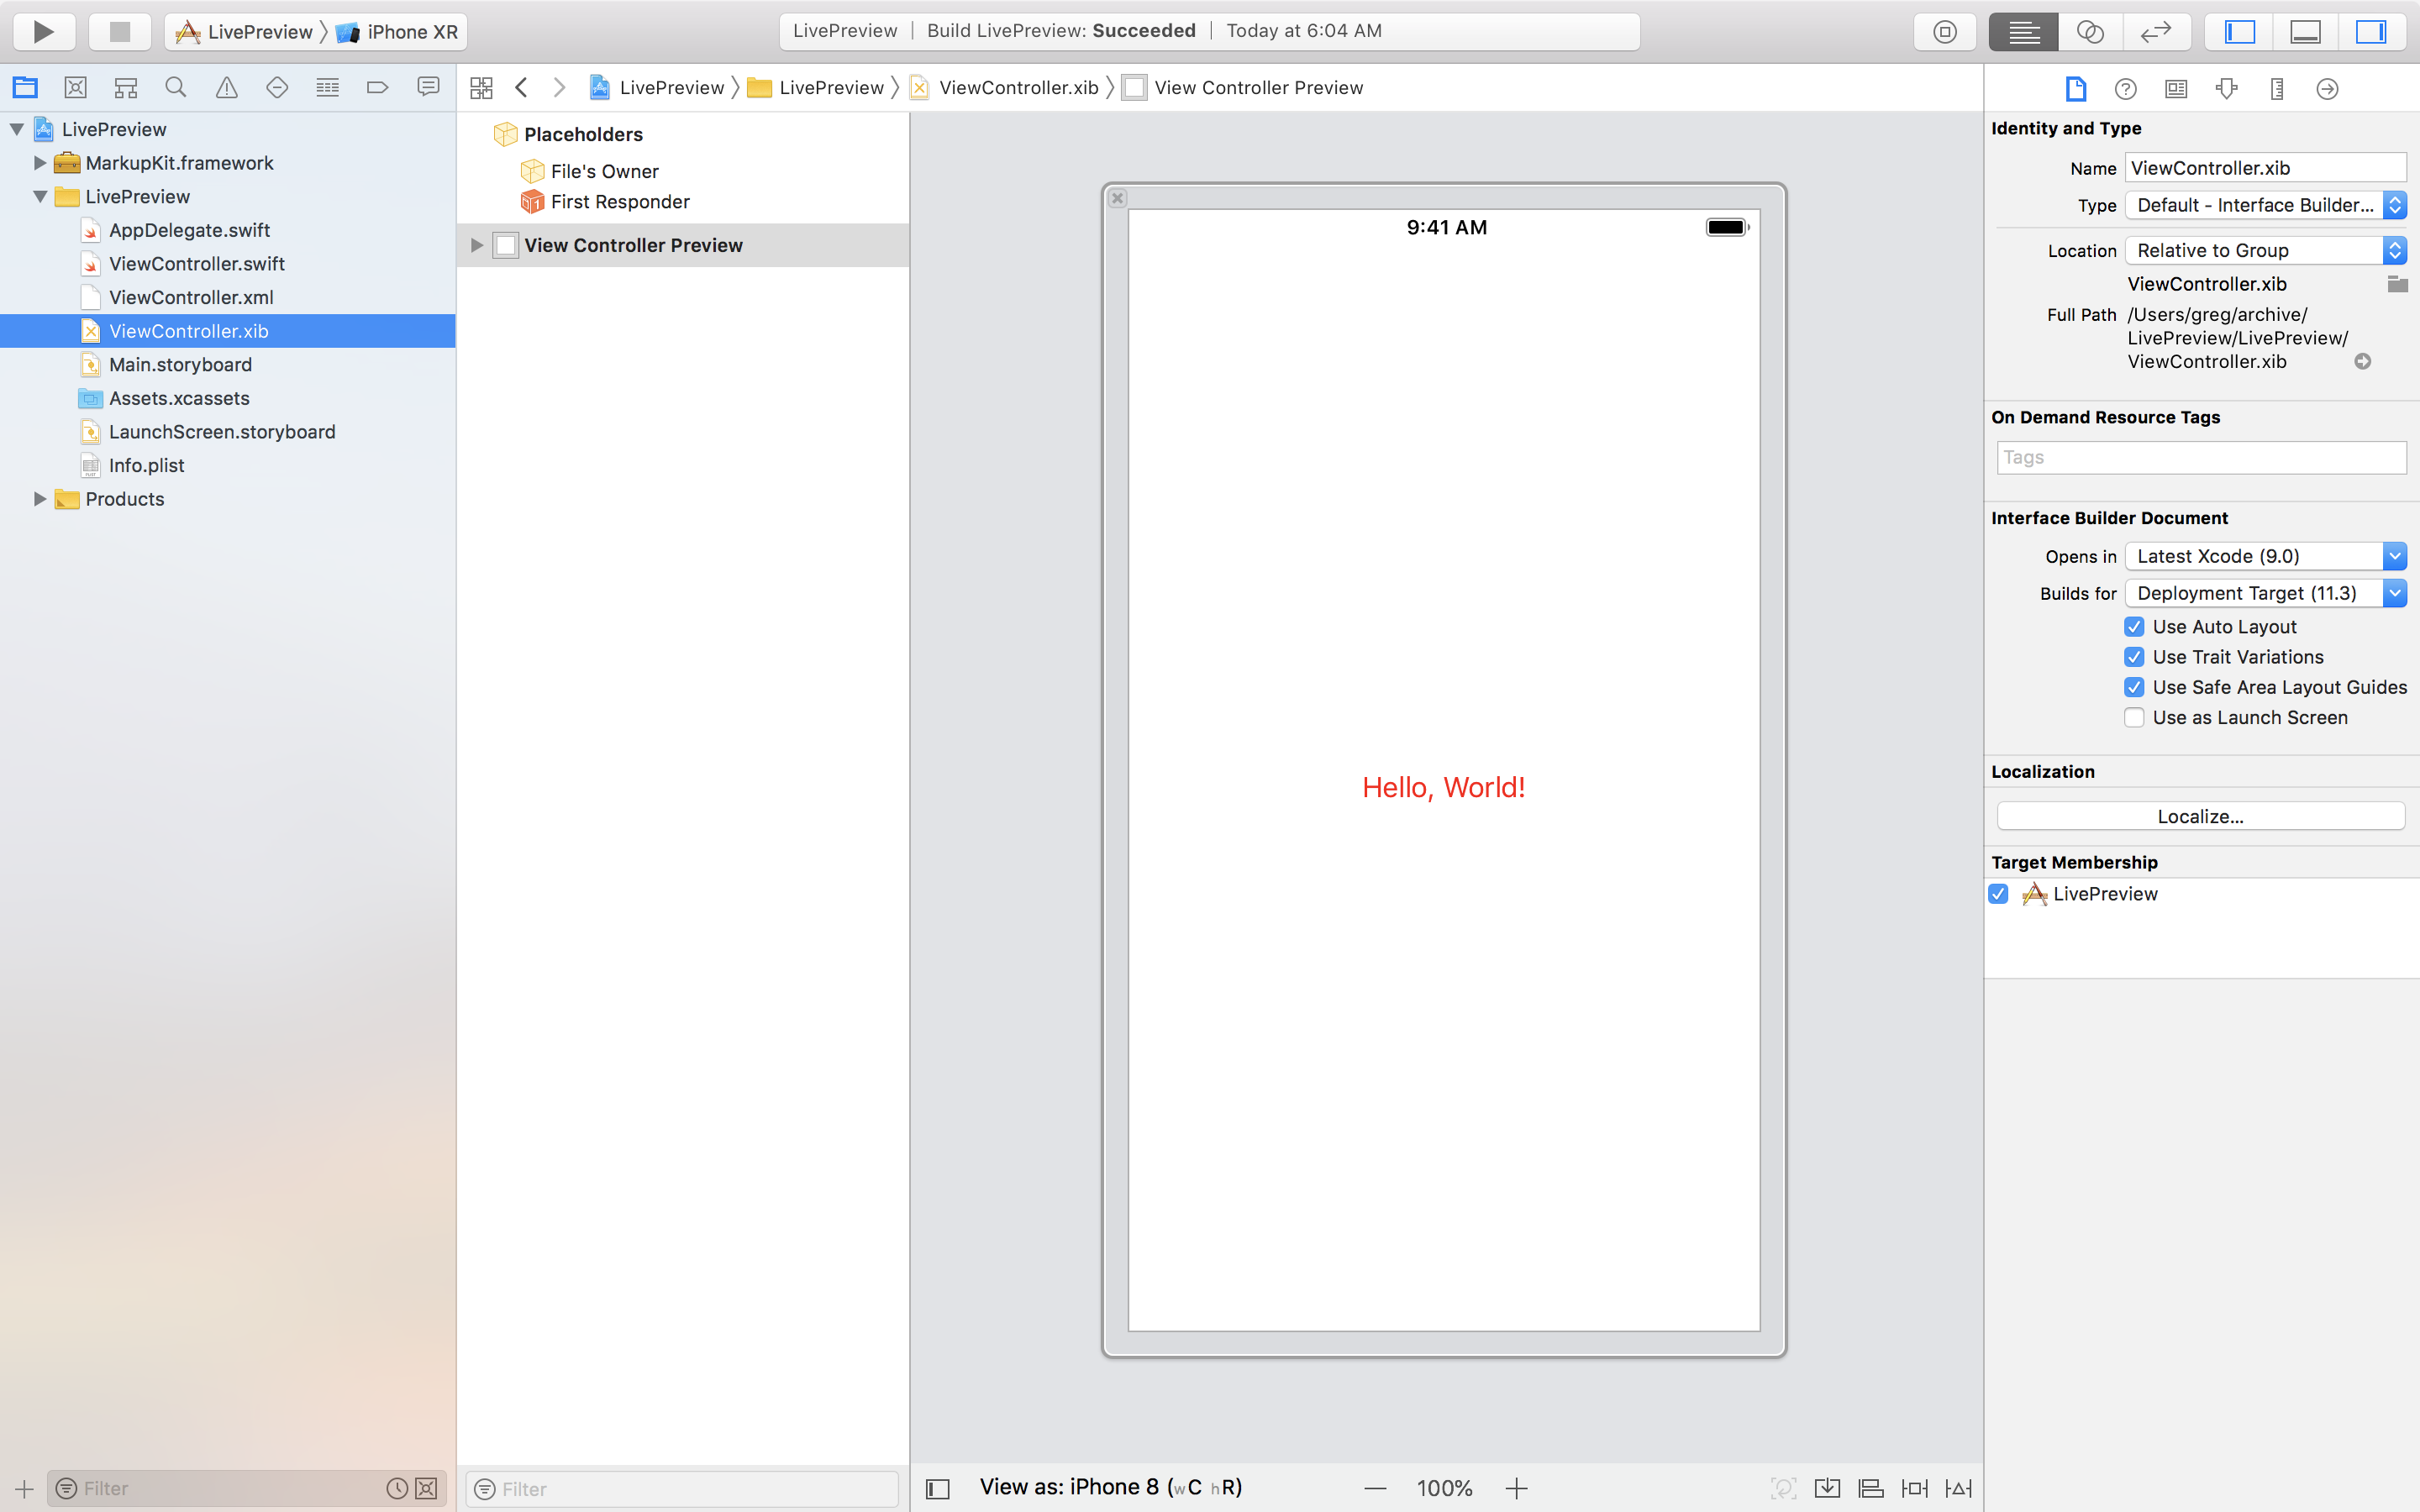 LivePreview 〉 iPhone XR
LivePreview | Build LivePreview: Succeeded | Today at 6:04 AM
LivePreview 〉 LivePreview 〉 ViewController.xib 〉 View Controller Preview
LivePreview
MarkupKit.framework
LivePreview
AppDelegate.swift
ViewController.swift
ViewController.xml
ViewController.xib
Main.storyboard
Assets.xcassets
LaunchScreen.storyboard
Info.plist
Products
Filter
Placeholders
File's Owner
First Responder
View Controller Preview
Filter
9:41 AM
Hello, World!
View as: iPhone 8 (wC hR)
100%
Identity and Type
Name ViewController.xib
Type Default - Interface Builder...
Location Relative to Group
ViewController.xib
Full Path /Users/greg/archive/
LivePreview/LivePreview/
ViewController.xib
On Demand Resource Tags
Tags
Interface Builder Document
Opens in Latest Xcode (9.0)
Builds for Deployment Target (11.3)
Use Auto Layout
Use Trait Variations
Use Safe Area Layout Guides
Use as Launch Screen
Localization
Localize...
Target Membership
LivePreview